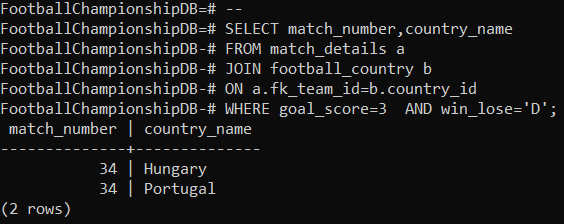 FootballChampionshipDB=# --
FootballChampionshipDB=# SELECT match_number,country_name
FootballChampionshipDB-# FROM match_details a
FootballChampionshipDB-# JOIN football_country b
FootballChampionshipDB-# ON a.fk_team_id=b.country_id
FootballChampionshipDB-# WHERE goal_score=3  AND win_lose='D';
 match_number | country_name
--------------+--------------
           34 | Hungary
           34 | Portugal
(2 rows)